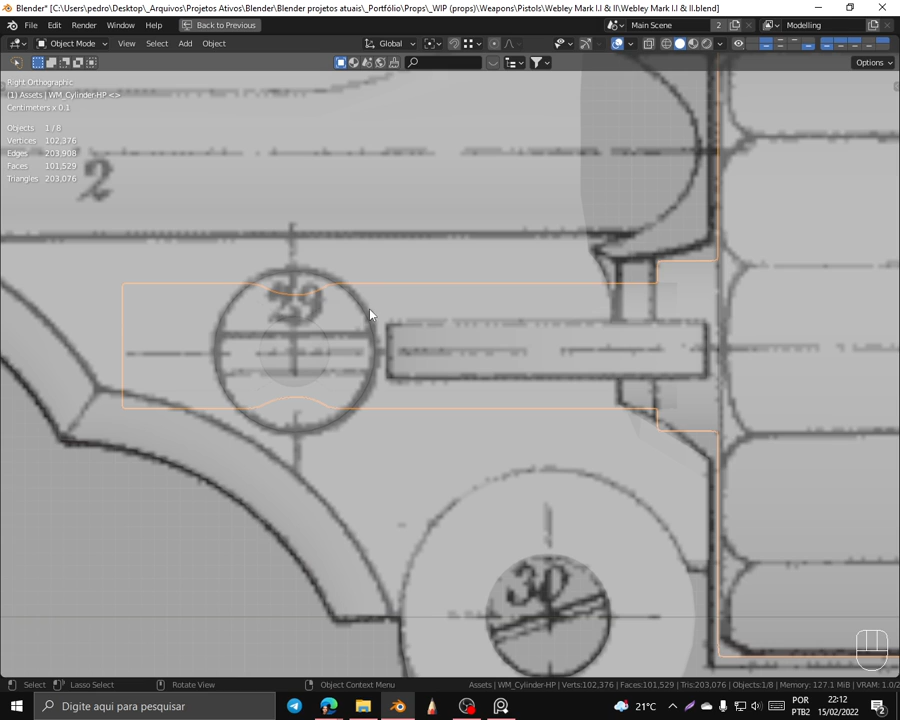 Blender* [C:\Users\pedro\Desktop\_Arquivos\Projetos Ativos\Blender\Blender projetos atuais\_Portfólio\Props\_WIP (props)\Weapons\Pistols\Webley Mark I.I & II\Webley Mark I.I & II.blend]
File Edit Render Window Help Back to Previous Main Scene 2 Modelling
Object Mode View Select Add Object Global
Options
Right Orthographic
(1) Assets | WM_Cylinder-HP <>
Centimeters x 0.1
Objects 1/8
Vertices 102,376
Edges 203,908
Faces 101,529
Triangles 203,076
2
29
30
Select Lasso Select Rotate View Object Context Menu Assets | WM_Cylinder-HP | Verts:102,376 | Faces:101,529 | Tris:203,076 | Objects:1/8 | Memory: 127.1 MiB | VRAM: 1.0/2
Digite aqui para pesquisar 21°C POR 22:12
PTB2 15/02/2022 2